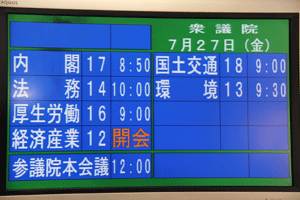 衆議院
7月27日(金)
内閣 17 8:50
法務 14 10:00
厚生労働 16 9:00
経済産業 12 開会
参議院本会議 12:00
国土交通 18 9:00
環境 13 9:30